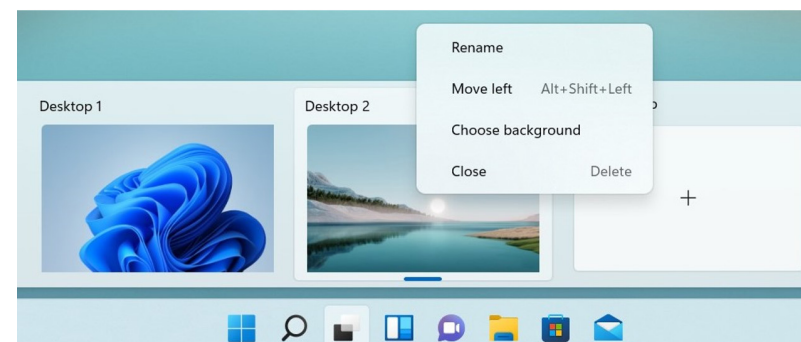 Rename
Move left Alt+Shift+Left
Choose background
Close Delete
Desktop 1
Desktop 2